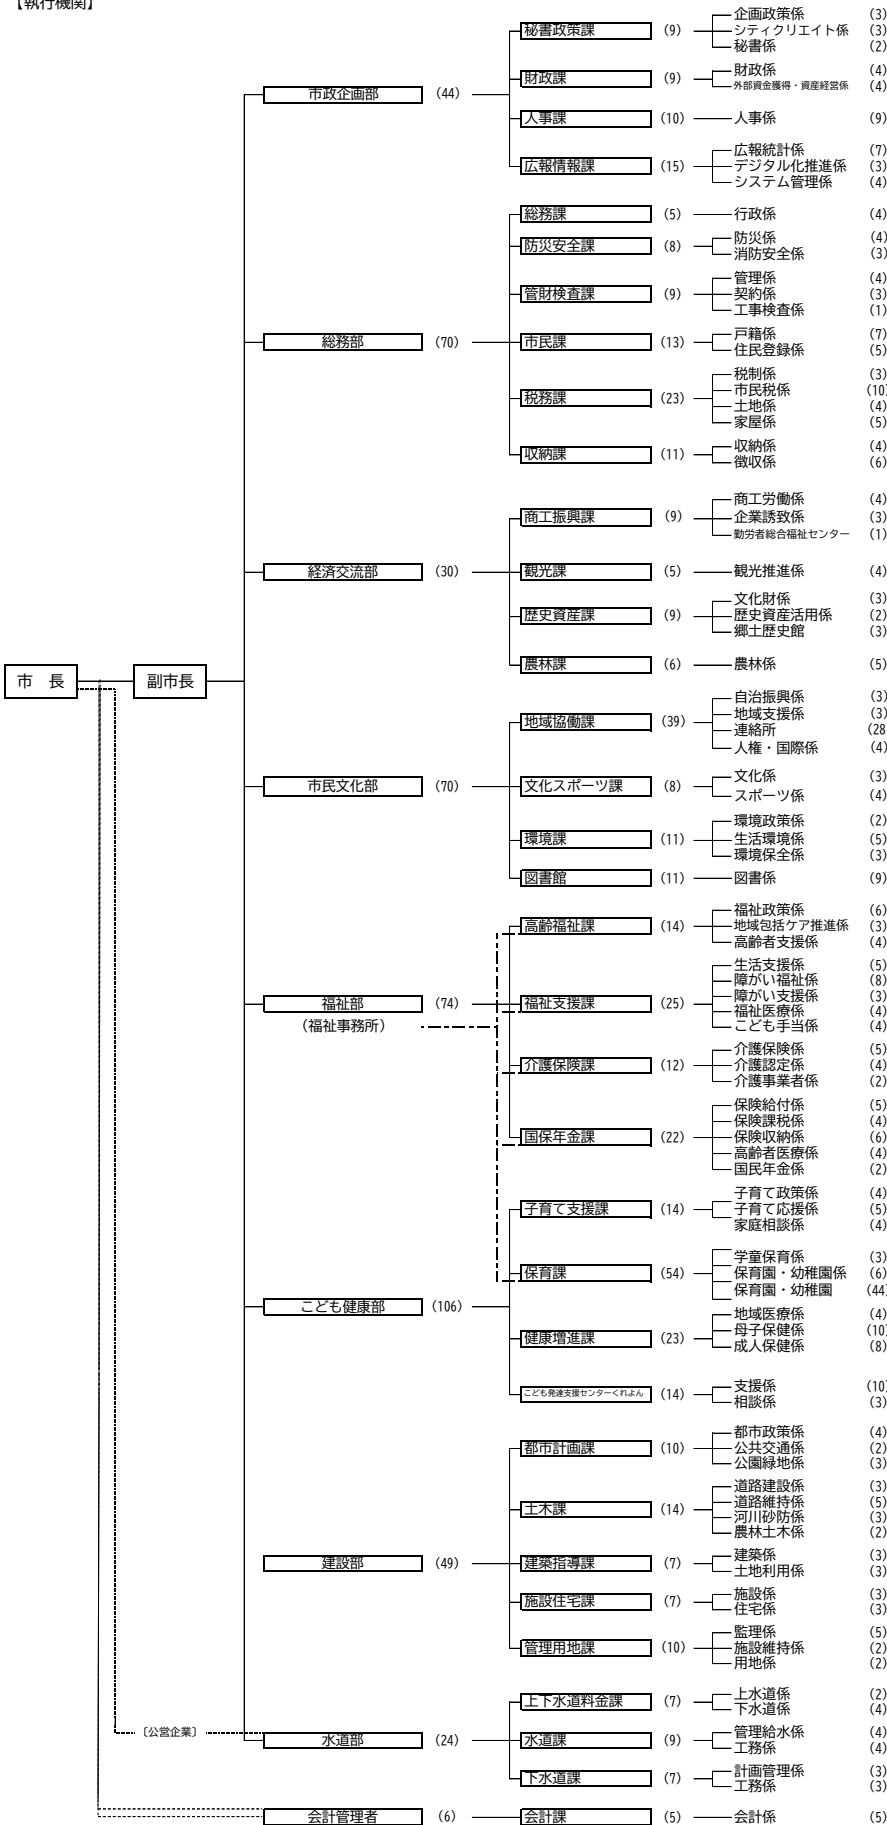 【執行機関】
市政企画部 (44)
秘書政策課 (9)
企画政策係 (3)
シティクリエイト係 (3)
秘書係 (2)
財政課 (9)
財政係 (4)
外部資金獲得・資産経営係 (4)
人事課 (10)
人事係 (9)
広報情報課 (15)
広報統計係 (7)
デジタル化推進係 (3)
システム管理係 (4)
総務部 (70)
総務課 (5)
行政係 (4)
防災安全課 (8)
防災係 (4)
消防安全係 (3)
管財検査課 (9)
管理係 (4)
契約係 (3)
工事検査係 (1)
市民課 (13)
戸籍係 (7)
住民登録係 (5)
税務課 (23)
税制係 (3)
市民税係 (10)
土地係 (4)
家屋係 (5)
収納課 (11)
収納係 (4)
徴収係 (6)
経済交流部 (30)
商工振興課 (9)
商工労働係 (4)
企業誘致係 (3)
勤労者総合福祉センター (1)
観光課 (5)
観光推進係 (4)
歴史資産課 (9)
文化財係 (3)
歴史資産活用係 (2)
郷土歴史館 (3)
農林課 (6)
農林係 (5)
市 長
副市長
市民文化部 (70)
地域協働課 (39)
自治振興係 (3)
地域支援係 (3)
連絡所 (28
人権・国際係 (4)
文化スポーツ課 (8)
文化係 (3)
スポーツ係 (4)
環境課 (11)
環境政策係 (2)
生活環境係 (5)
環境保全係 (3)
図書館 (11)
図書係 (9)
福祉部 (74)
(福祉事務所)
高齢福祉課 (14)
福祉政策係 (6)
地域包括ケア推進係 (3)
高齢者支援係 (4)
福祉支援課 (25)
生活支援係 (5)
障がい福祉係 (8)
障がい支援係 (3)
福祉医療係 (4)
こども手当係 (4)
介護保険課 (12)
介護保険係 (5)
介護認定係 (4)
介護事業者係 (2)
国保年金課 (22)
保険給付係 (5)
保険課税係 (4)
保険収納係 (6)
高齢者医療係 (4)
国民年金係 (2)
こども健康部 (106)
子育て支援課 (14)
子育て政策係 (4)
子育て応援係 (5)
家庭相談係 (4)
保育課 (54)
学童保育係 (3)
保育園・幼稚園係 (6)
保育園・幼稚園 (44)
健康増進課 (23)
地域医療係 (4)
母子保健係 (10)
成人保健係 (8)
こども発達支援センターくれよん (14)
支援係 (10)
相談係 (3)
建設部 (49)
都市計画課 (10)
都市政策係 (4)
公共交通係 (2)
公園緑地係 (3)
土木課 (14)
道路建設係 (3)
道路維持係 (5)
河川砂防係 (3)
農林土木係 (2)
建築指導課 (7)
建築係 (3)
土地利用係 (3)
施設住宅課 (7)
施設係 (3)
住宅係 (3)
管理用地課 (10)
監理係 (5)
施設維持係 (2)
用地係 (2)
〔公営企業〕
水道部 (24)
上下水道料金課 (7)
上水道係 (2)
下水道係 (4)
水道課 (9)
管理給水係 (4)
工務係 (4)
下水道課 (7)
計画管理係 (3)
工務係 (3)
会計管理者 (6)
会計課 (5)
会計係 (5)